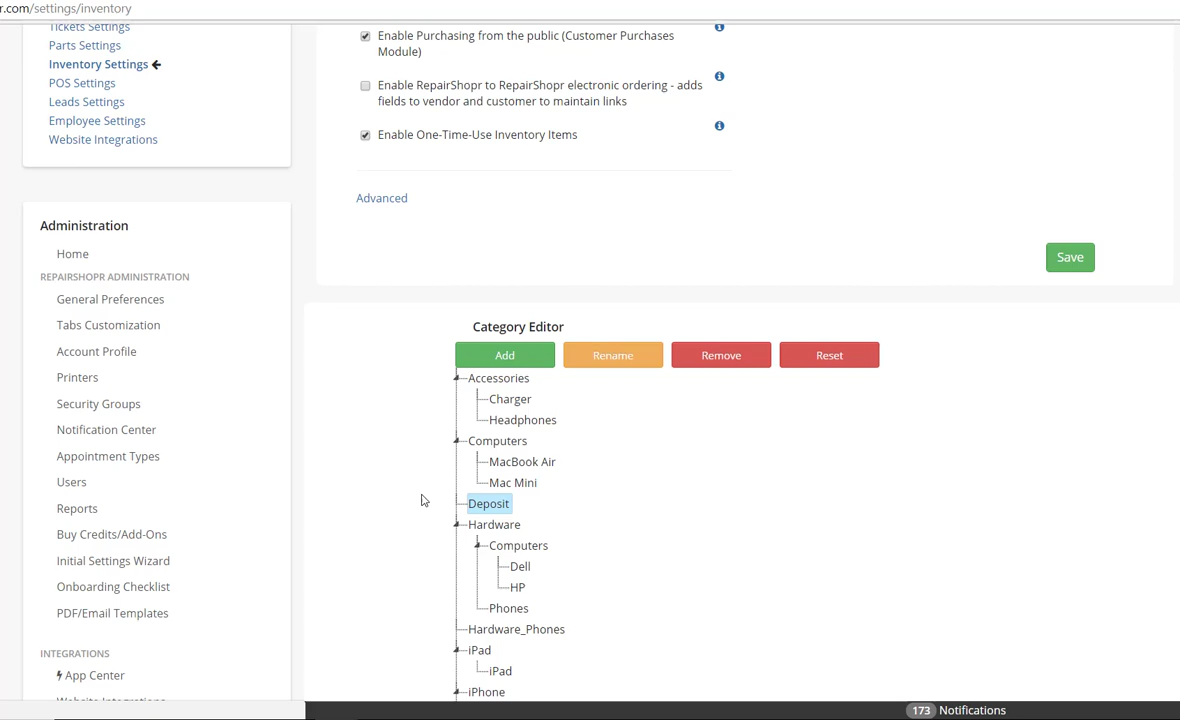 r.com/settings/inventory
Tickets Settings
Parts Settings
Inventory Settings
POS Settings
Leads Settings
Employee Settings
Website Integrations
Administration
Home
REPAIRSHOPR ADMINISTRATION
General Preferences
Tabs Customization
Account Profile
Printers
Security Groups
Notification Center
Appointment Types
Users
Reports
Buy Credits/Add-Ons
Initial Settings Wizard
Onboarding Checklist
PDF/Email Templates
INTEGRATIONS
App Center
Website Integrations
Enable Purchasing from the public (Customer Purchases
Module)
Enable RepairShopr to RepairShopr electronic ordering - adds
fields to vendor and customer to maintain links
Enable One-Time-Use Inventory Items
Advanced
Save
Category Editor
Add Rename Remove Reset
Accessories
Charger
Headphones
Computers
MacBook Air
Mac Mini
Deposit
Hardware
Computers
Dell
HP
Phones
Hardware_Phones
iPad
iPad
iPhone
173 Notifications